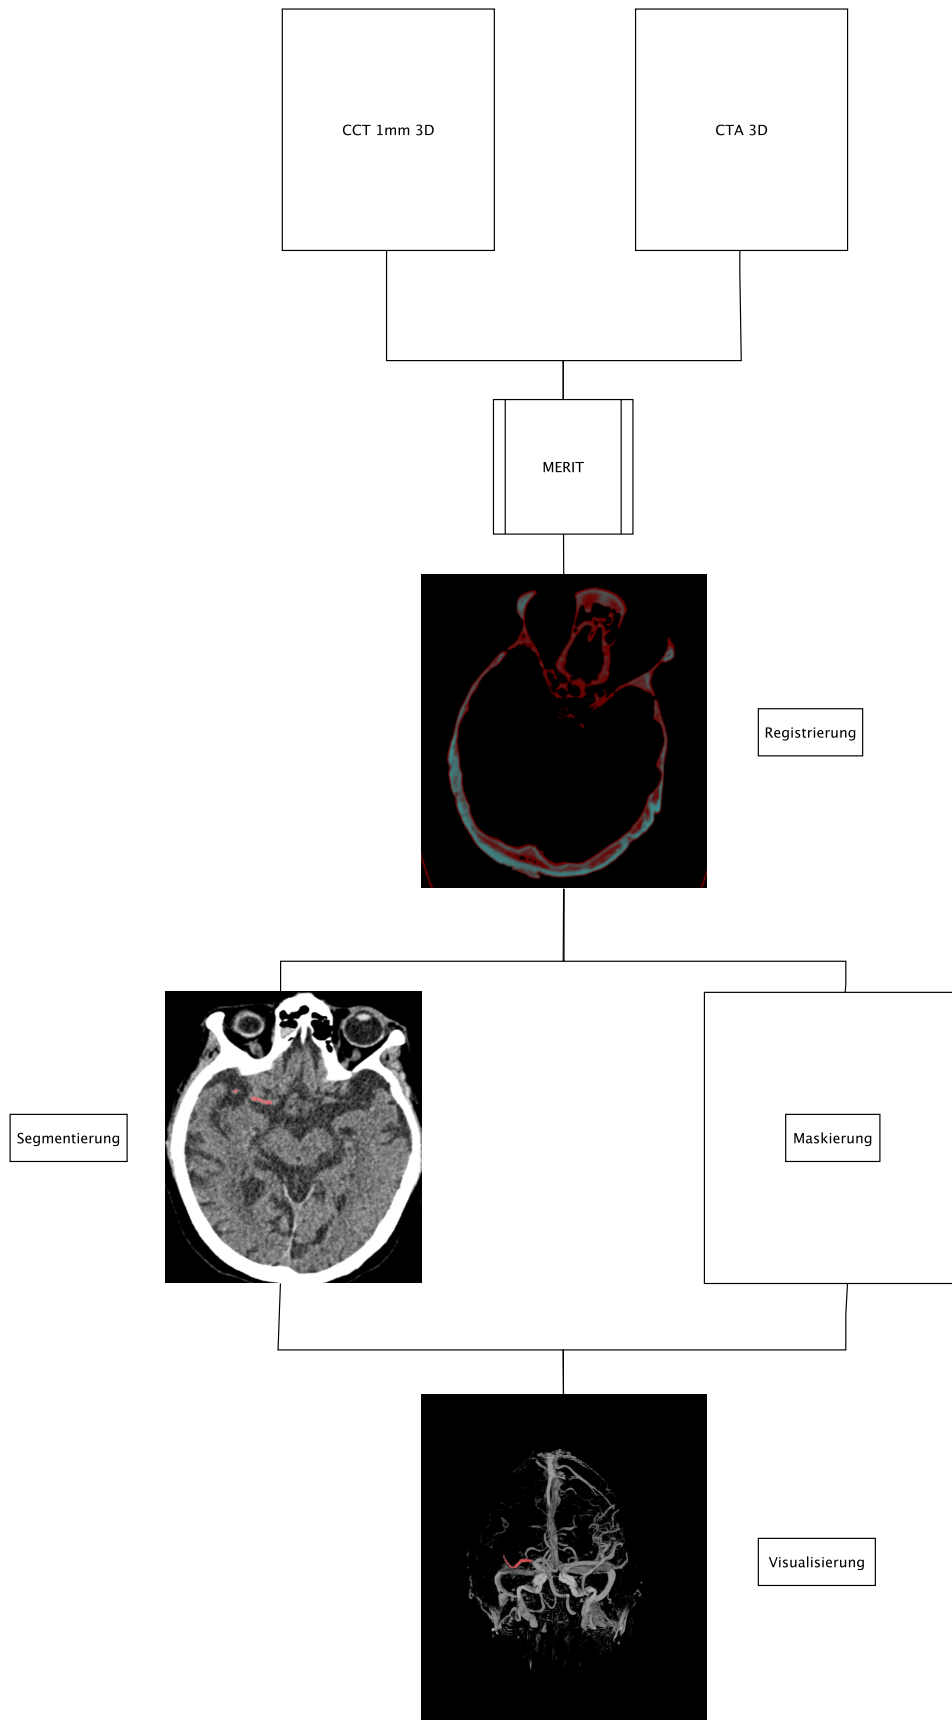 CCT 1mm 3D
CTA 3D
MERIT
Registrierung
Segmentierung
Maskierung
Visualisierung